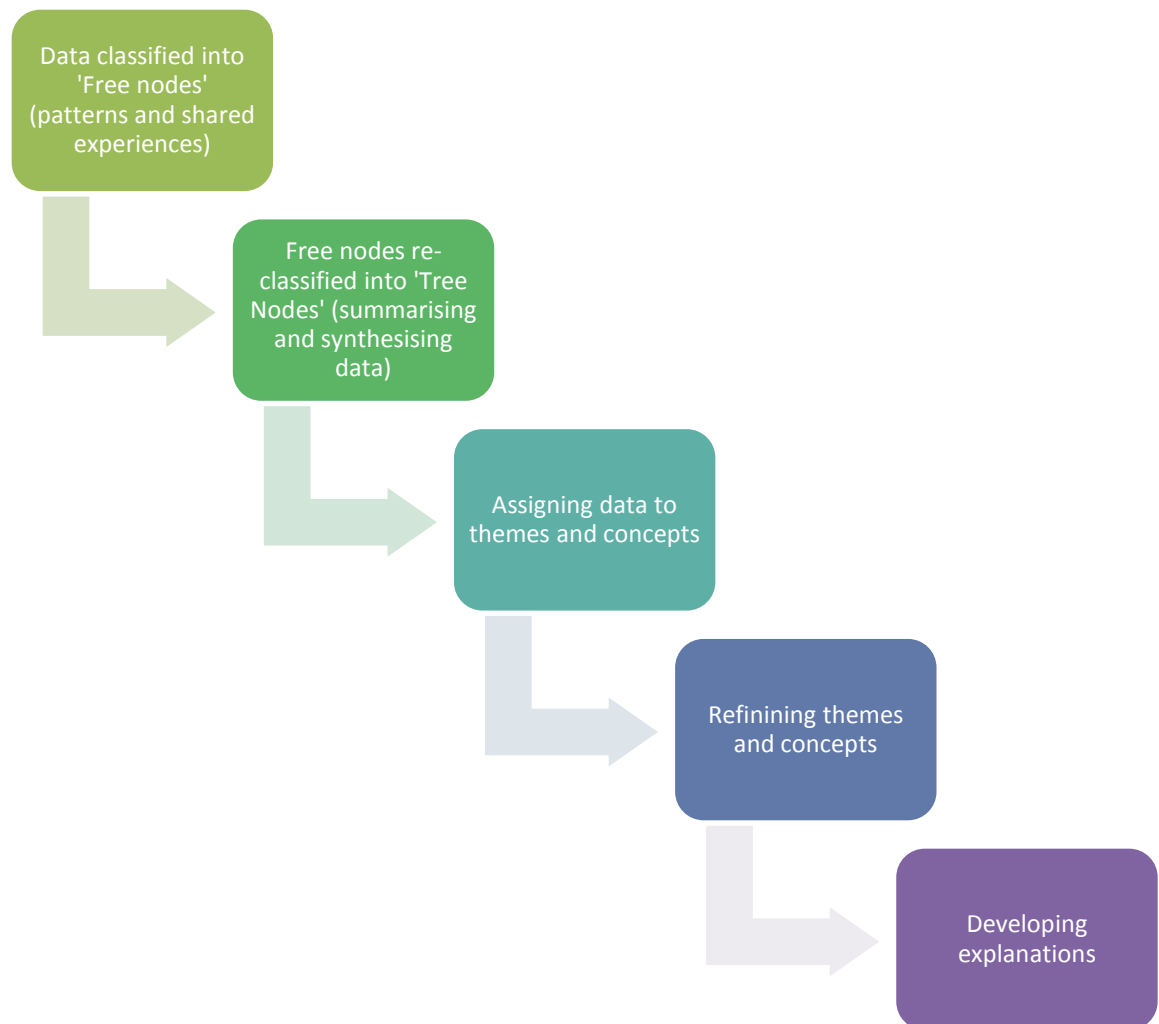 Data classified into
'Free nodes'
(patterns and shared
experiences)
Free nodes re-
classified into 'Tree
Nodes' (summarising
and synthesising
data)
Assigning data to
themes and concepts
Refinining themes
and concepts
Developing
explanations